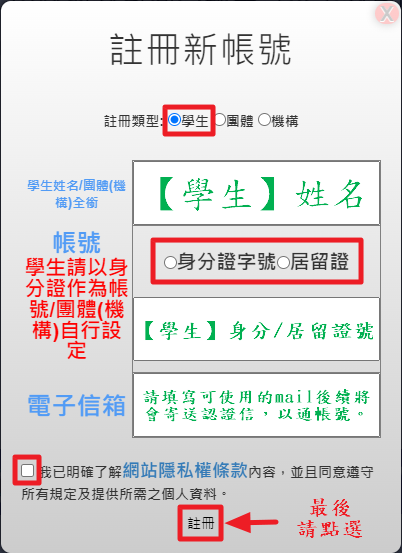 X
註冊新帳號
註冊類型:學生 團體 機構
學生姓名/團體(機
構)全銜
【學生】姓名
帳號
學生請以身
分證作為帳
號/團體(機
構)自行設
定
身分證字號 居留證
【學生】身分/居留證號
電子信箱
請填寫可使用的mail後續將
會寄送認證信，以通帳號。
我已明確了解網站隱私權條款內容，並且同意遵守
所有規定及提供所需之個人資料。
註冊
最後
請點選